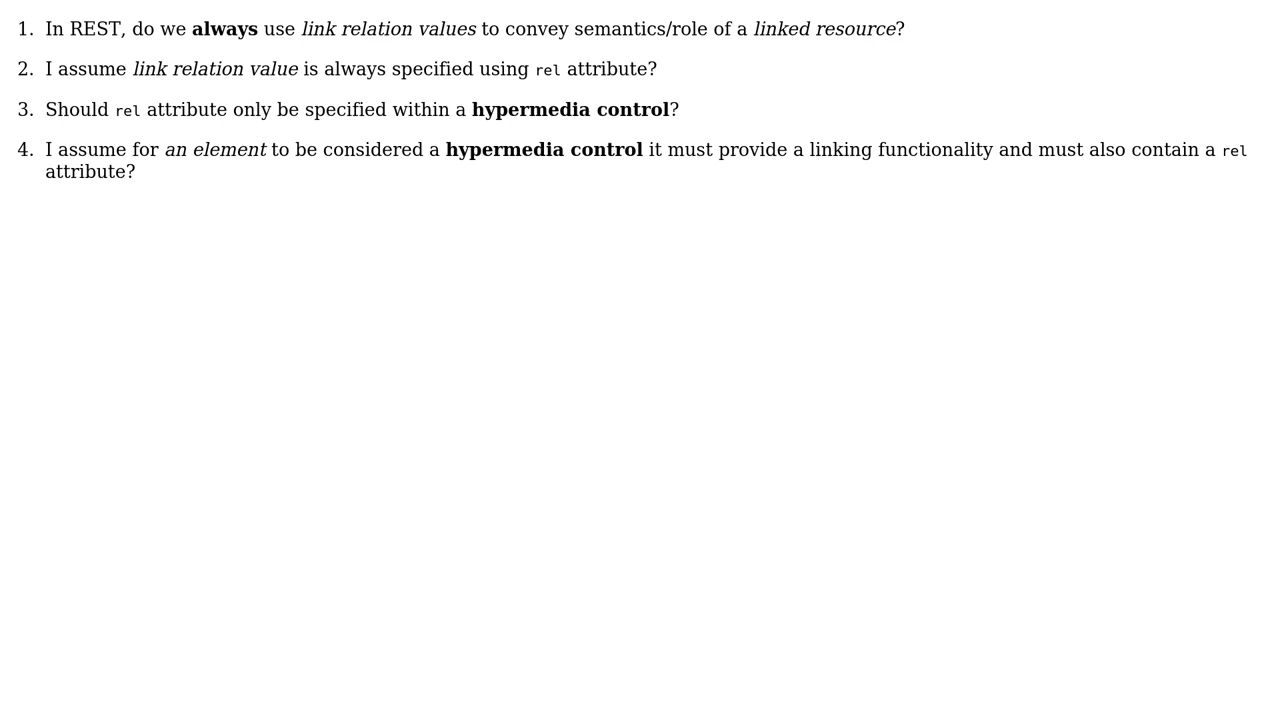 1. In REST, do we always use link relation values to convey semantics/role of a linked resource?
2. I assume link relation value is always specified using rel attribute?
3. Should rel attribute only be specified within a hypermedia control?
4. I assume for an element to be considered a hypermedia control it must provide a linking functionality and must also contain a rel
attribute?